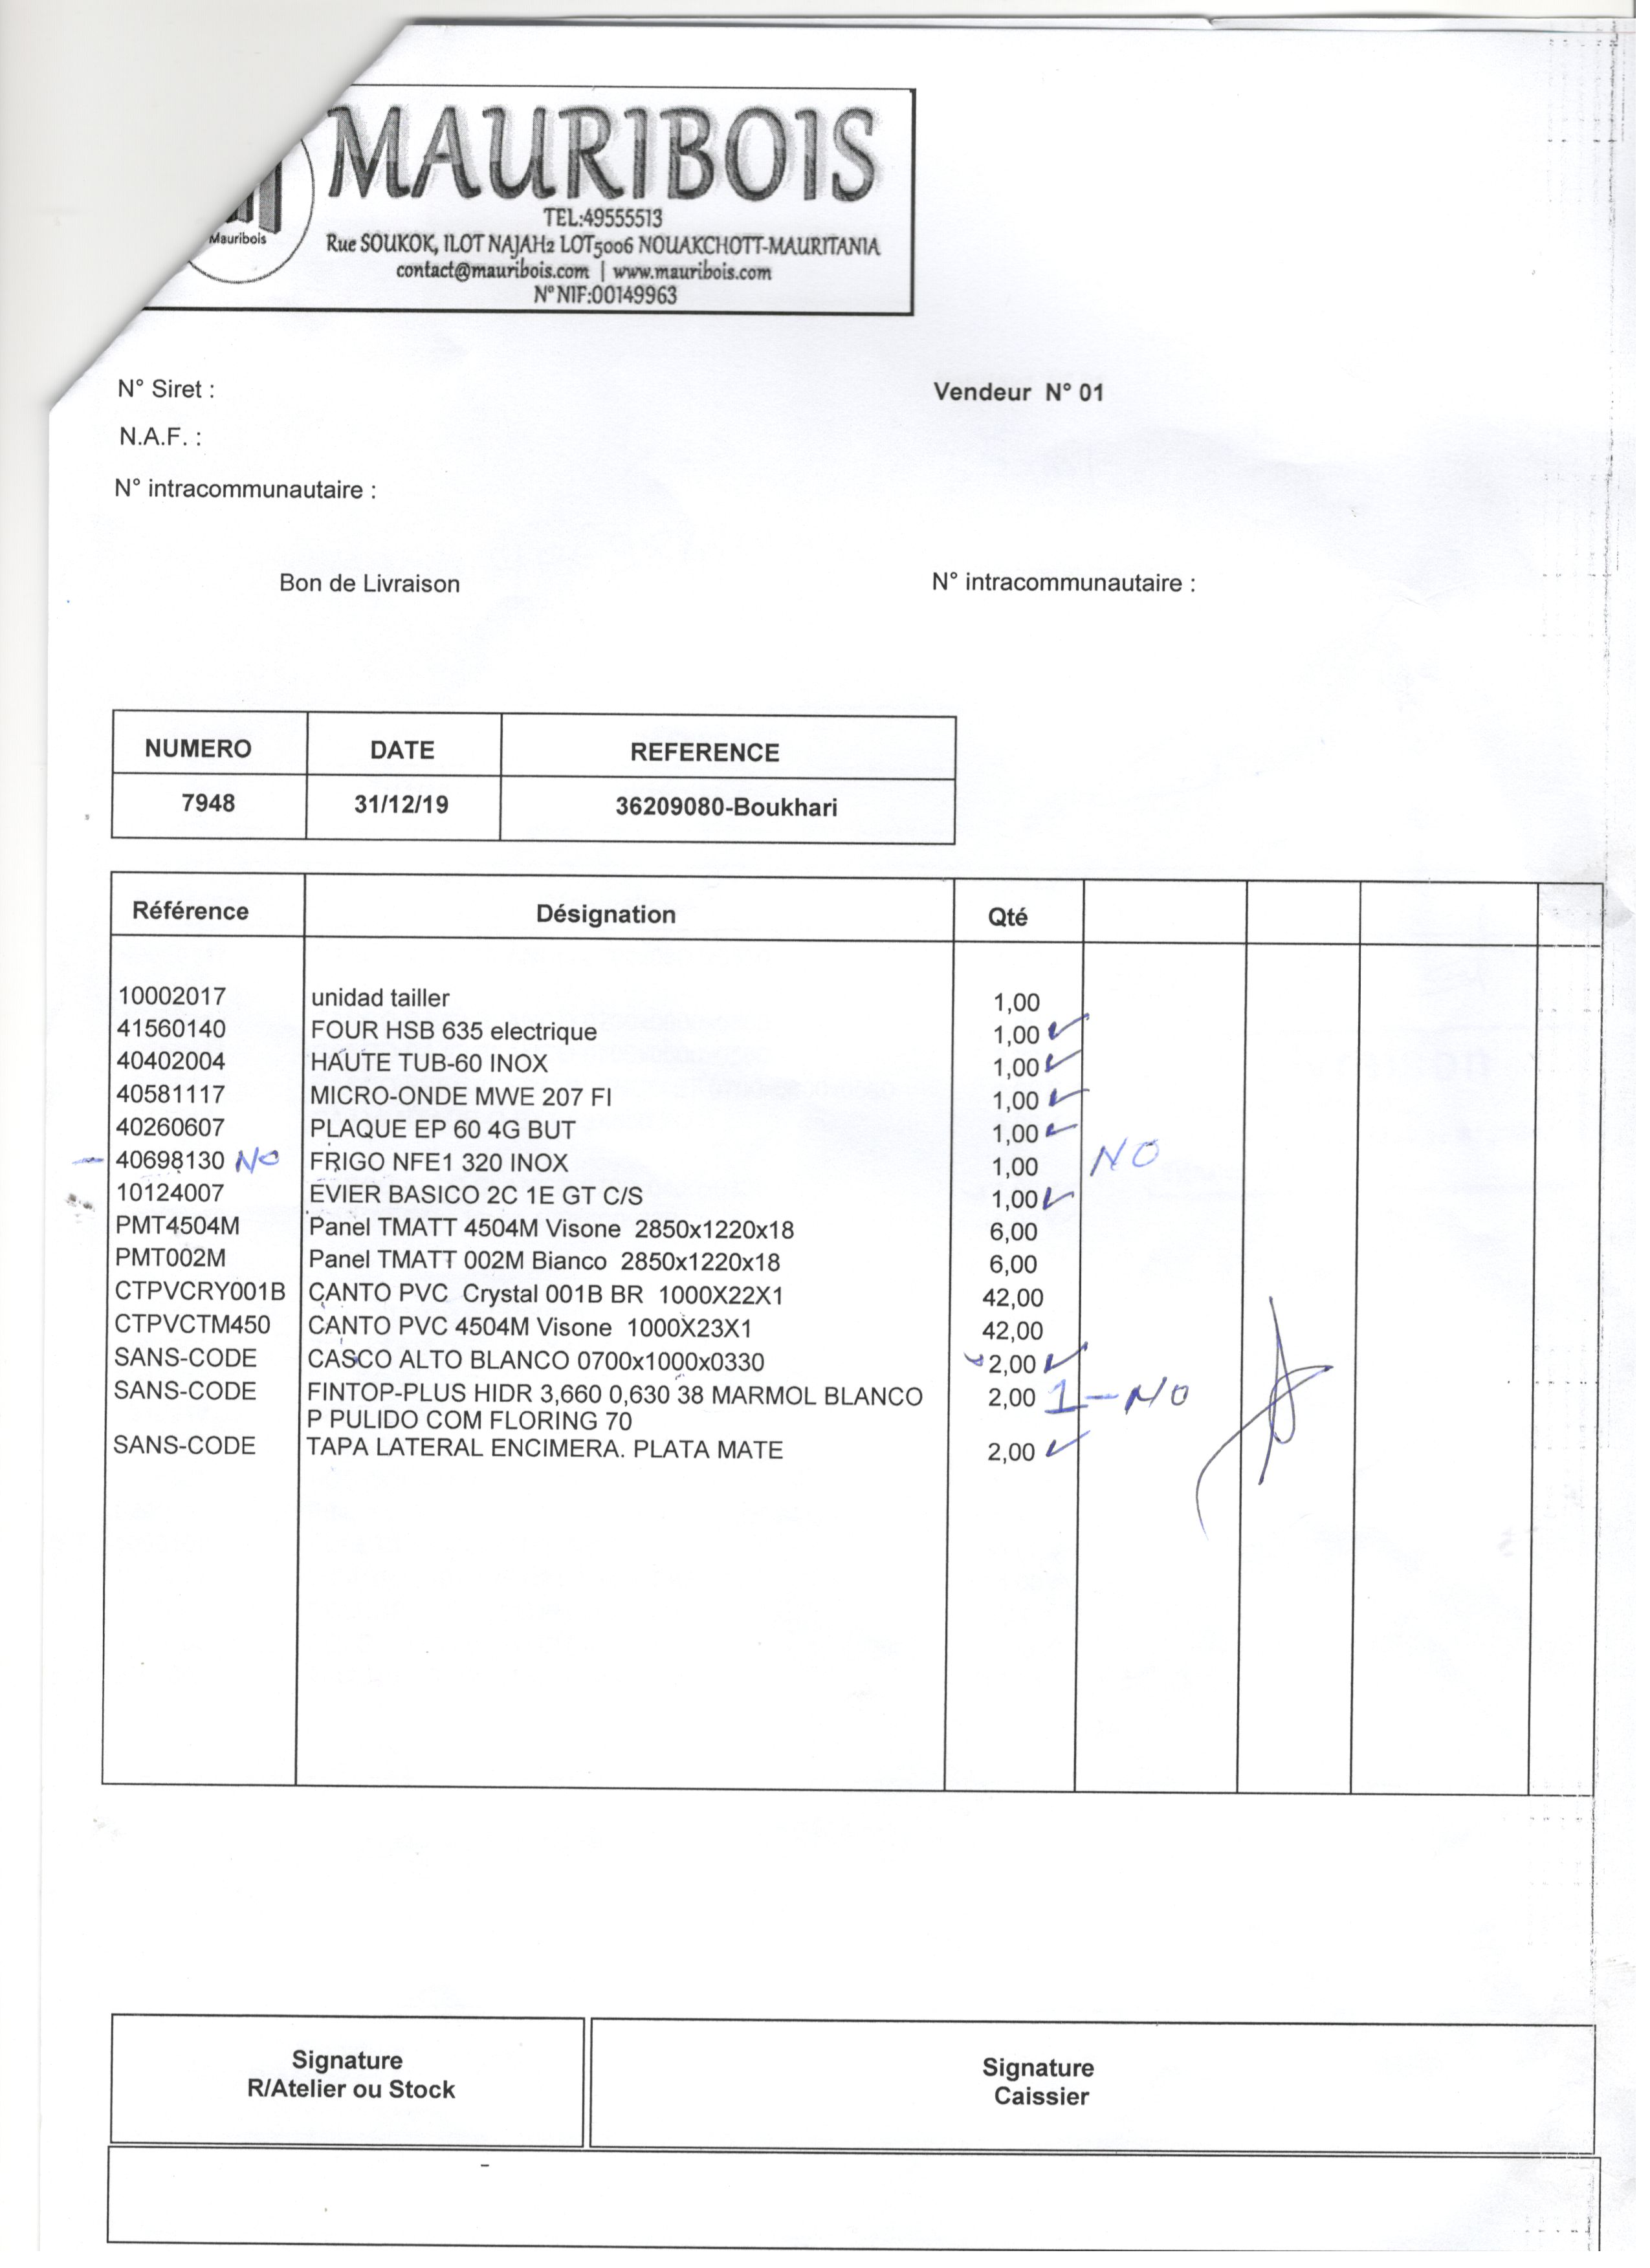 MAURIBOIS
Mauribois
TEL:49555513
Rue SOUKOK, ILOT NAJAH2 LOT5006 NOUAKCHOTT-MAURITANIA
contact@mauribois.com | www.mauribois.com
N°NIF:00149963
N° Siret :
Vendeur N° 01
N.A.F. :
N° intracommunautaire :
Bon de Livraison
N° intracommunautaire :
NUMERO DATE REFERENCE
7948 31/12/19 36209080-Boukhari
Référence Désignation Qté
10002017 unidad tailler 1,00
41560140 FOUR HSB 635 electrique 1,00 ✓
40402004 HAUTE TUB-60 INOX 1,00 ✓
40581117 MICRO-ONDE MWE 207 FI 1,00 ✓
40260607 PLAQUE EP 60 4G BUT 1,00 ✓
- 40698130 NO FRIGO NFE1 320 INOX 1,00 NO
10124007 EVIER BASICO 2C 1E GT C/S 1,00 ✓
PMT4504M Panel TMATT 4504M Visone 2850x1220x18 6,00
PMT002M Panel TMATT 002M Bianco 2850x1220x18 6,00
CTPVCRY001B CANTO PVC Crystal 001B BR 1000X22X1 42,00
CTPVCTM450 CANTO PVC 4504M Visone 1000X23X1 42,00
SANS-CODE CASCO ALTO BLANCO 0700x1000x0330 2,00 ✓
SANS-CODE FINTOP-PLUS HIDR 3,660 0,630 38 MARMOL BLANCO 2,00 1 - NO
P PULIDO COM FLORING 70
SANS-CODE TAPA LATERAL ENCIMERA. PLATA MATE 2,00 ✓
Signature
R/Atelier ou Stock
Signature
Caissier